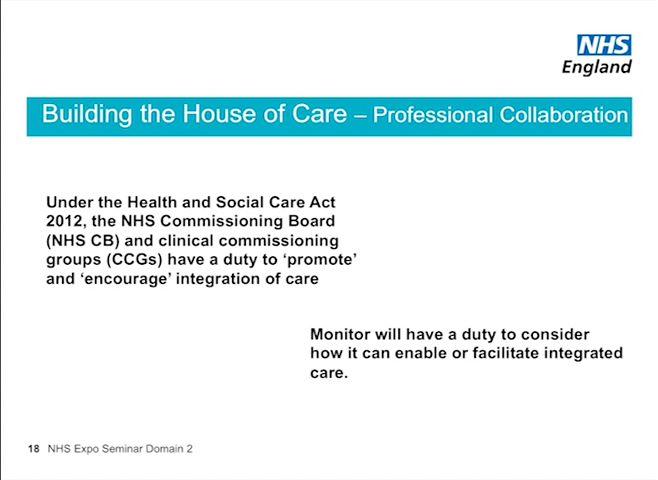 NHS
England
Building the House of Care – Professional Collaboration
Under the Health and Social Care Act
2012, the NHS Commissioning Board
(NHS CB) and clinical commissioning
groups (CCGs) have a duty to ‘promote’
and ‘encourage’ integration of care
Monitor will have a duty to consider
how it can enable or facilitate integrated
care.
18 NHS Expo Seminar Domain 2